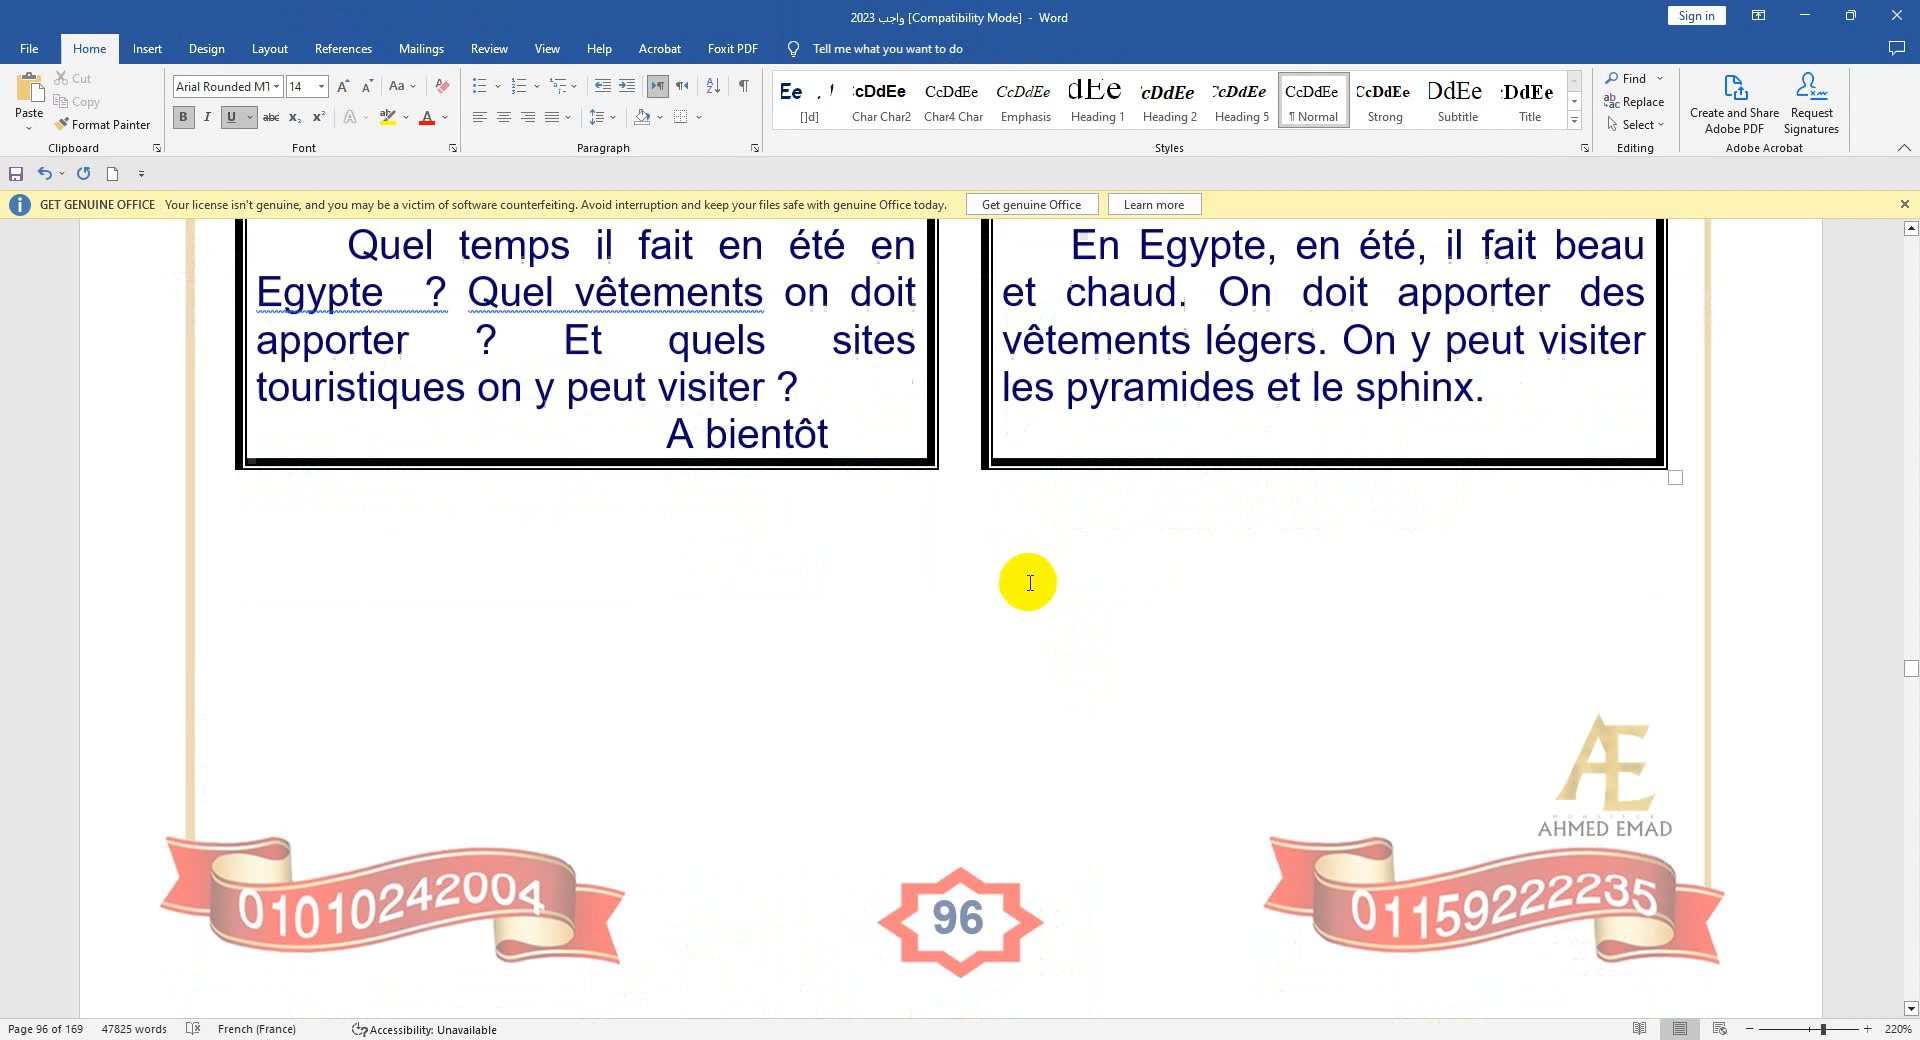 واجب 2023 [Compatibility Mode] - Word
Sign in
File Home Insert Design Layout References Mailings Review View Help Acrobat Foxit PDF Tell me what you want to do
Paste
Cut
Copy
Format Painter
Clipboard
Arial Rounded MT 14
Font
Paragraph
[]d]
Char Char2
Char4 Char
Emphasis
Heading 1
Heading 2
Heading 5
¶ Normal
Strong
Subtitle
Title
Styles
Find
Replace
Select
Editing
Create and Share
Adobe PDF
Request
Signatures
Adobe Acrobat
GET GENUINE OFFICE Your license isn't genuine, and you may be a victim of software counterfeiting. Avoid interruption and keep your files safe with genuine Office today. Get genuine Office Learn more
Quel temps il fait en été en
Egypte ? Quel vêtements on doit
apporter ? Et quels sites
touristiques on y peut visiter ?
A bientôt
En Egypte, en été, il fait beau
et chaud. On doit apporter des
vêtements légers. On y peut visiter
les pyramides et le sphinx.
AE
AHMED EMAD
01010242004
96
01159222235
Page 96 of 169 47825 words French (France) Accessibility: Unavailable 220%